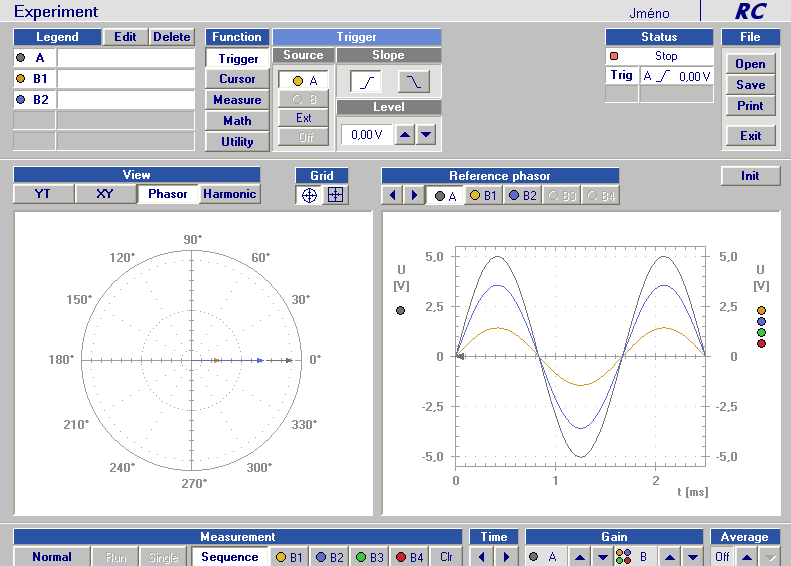 Experiment Jméno RC
Legend Edit Delete Function Trigger Status File
A Trigger Source Slope Stop Open
B1 Cursor A Trig A 0,00 V Save
B2 Measure B Level Print
Math Ext 0,00 V
Utility Off Exit
View Grid Reference phasor Init
YT XY Phasor Harmonic A B1 B2 B3 B4
90°
120° 60°
150° 30°
180° 0°
210° 330°
240° 300°
270°
U [V] 5,0 5,0 U [V]
2,5 2,5
0 0
-2,5 -2,5
-5,0 -5,0
0 1 2
t [ms]
Measurement Time Gain Average
Normal Run Single Sequence B1 B2 B3 B4 Clr A B Off